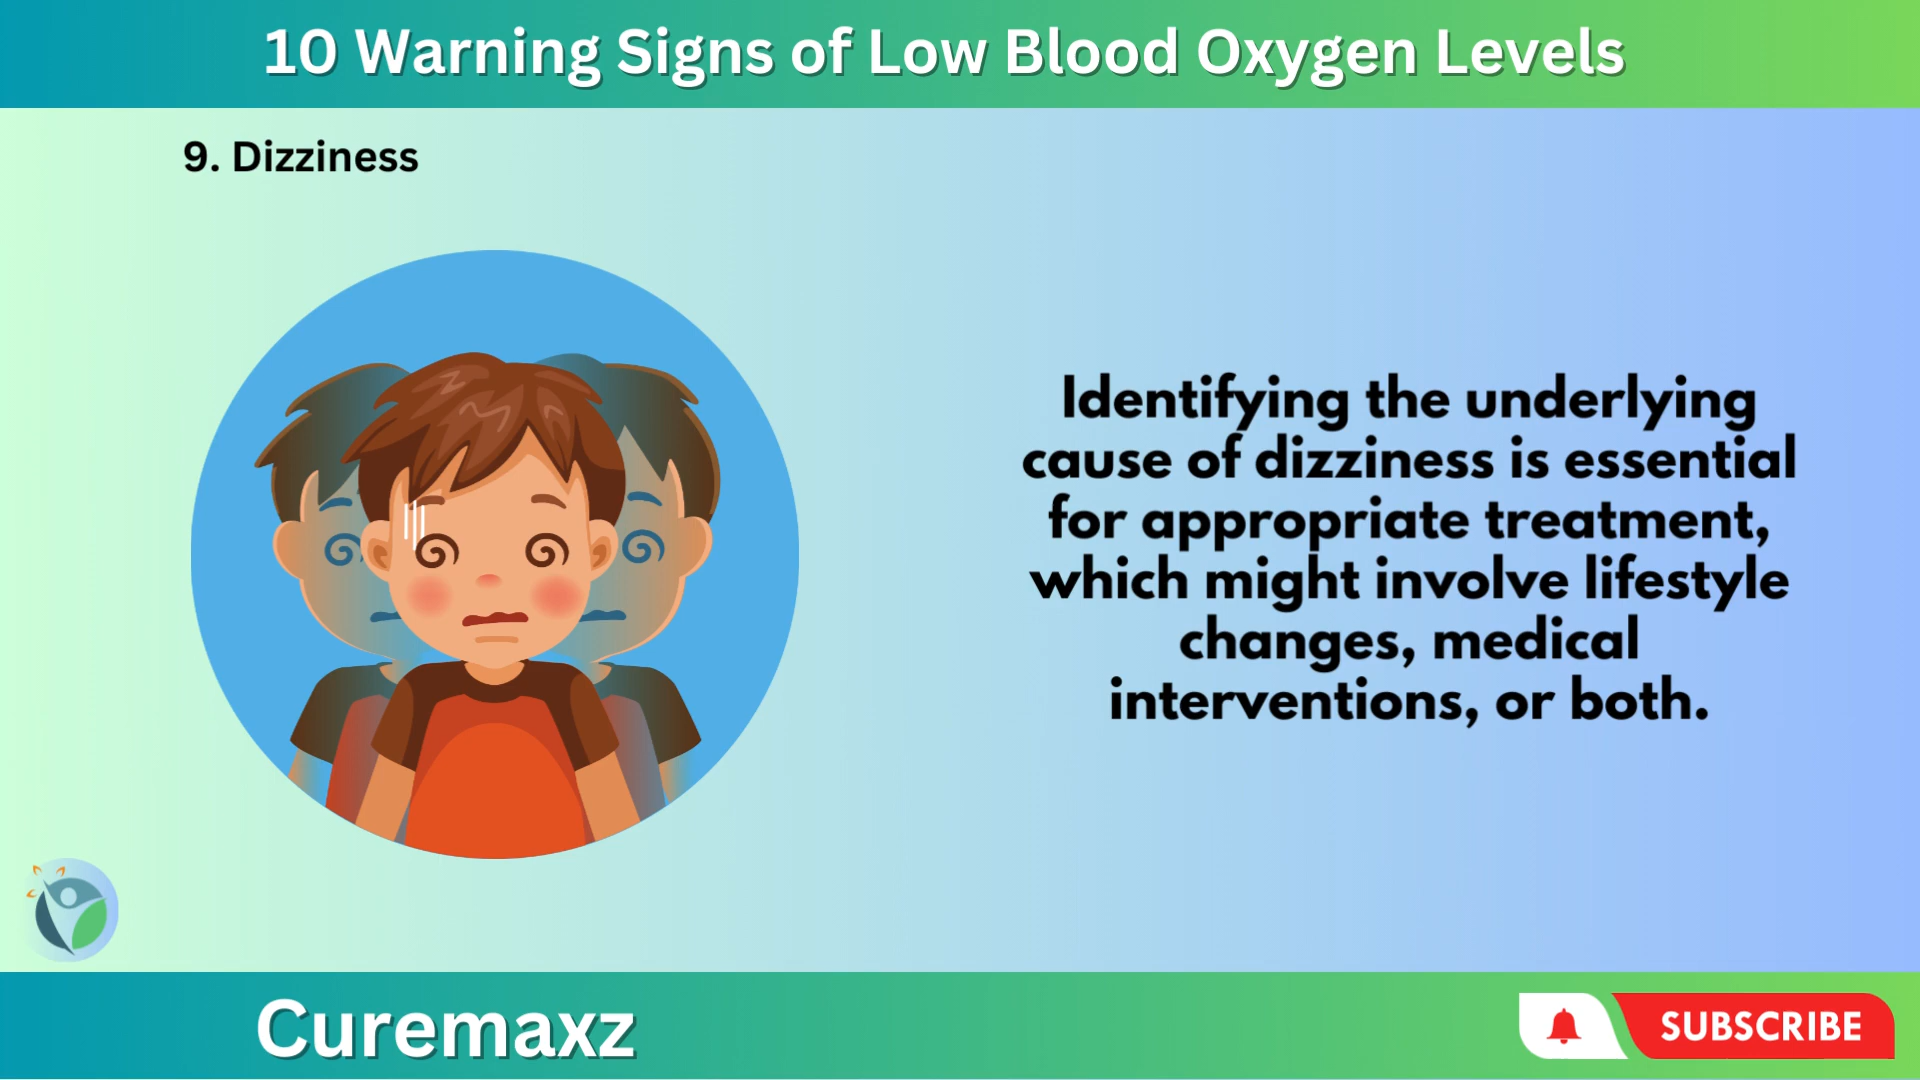 10 Warning Signs of Low Blood Oxygen Levels
9. Dizziness
Identifying the underlying
cause of dizziness is essential
for appropriate treatment,
which might involve lifestyle
changes, medical
interventions, or both.
Curemaxz
SUBSCRIBE